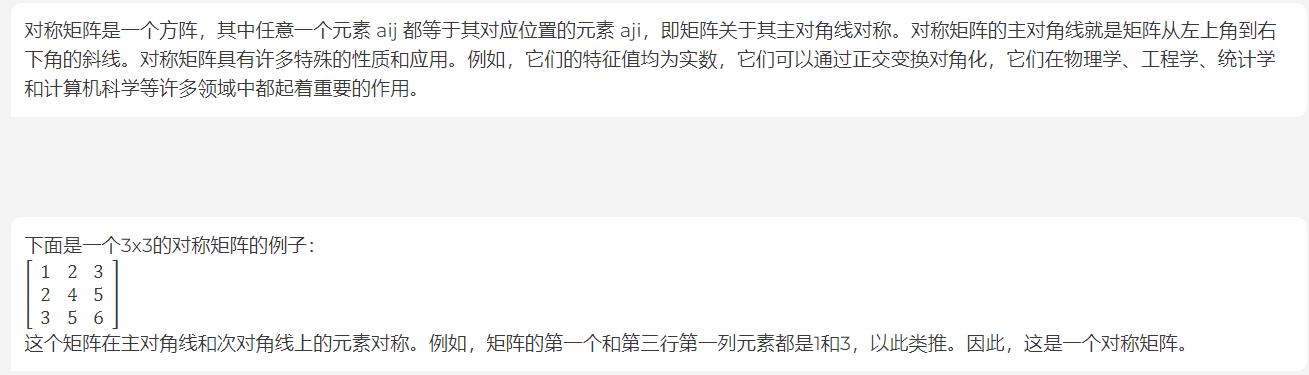 对称矩阵是一个方阵，其中任意一个元素 aij 都等于其对应位置的元素 aji，即矩阵关于其主对角线对称。对称矩阵的主对角线就是矩阵从左上角到右
下角的斜线。对称矩阵具有许多特殊的性质和应用。例如，它们的特征值均为实数，它们可以通过正交变换对角化，它们在物理学、工程学、统计学
和计算机科学等许多领域中都起着重要的作用。
下面是一个3x3的对称矩阵的例子：
1 2 3
2 4 5
3 5 6
这个矩阵在主对角线和次对角线上的元素对称。例如，矩阵的第一个和第三行第一列元素都是1和3，以此类推。因此，这是一个对称矩阵。